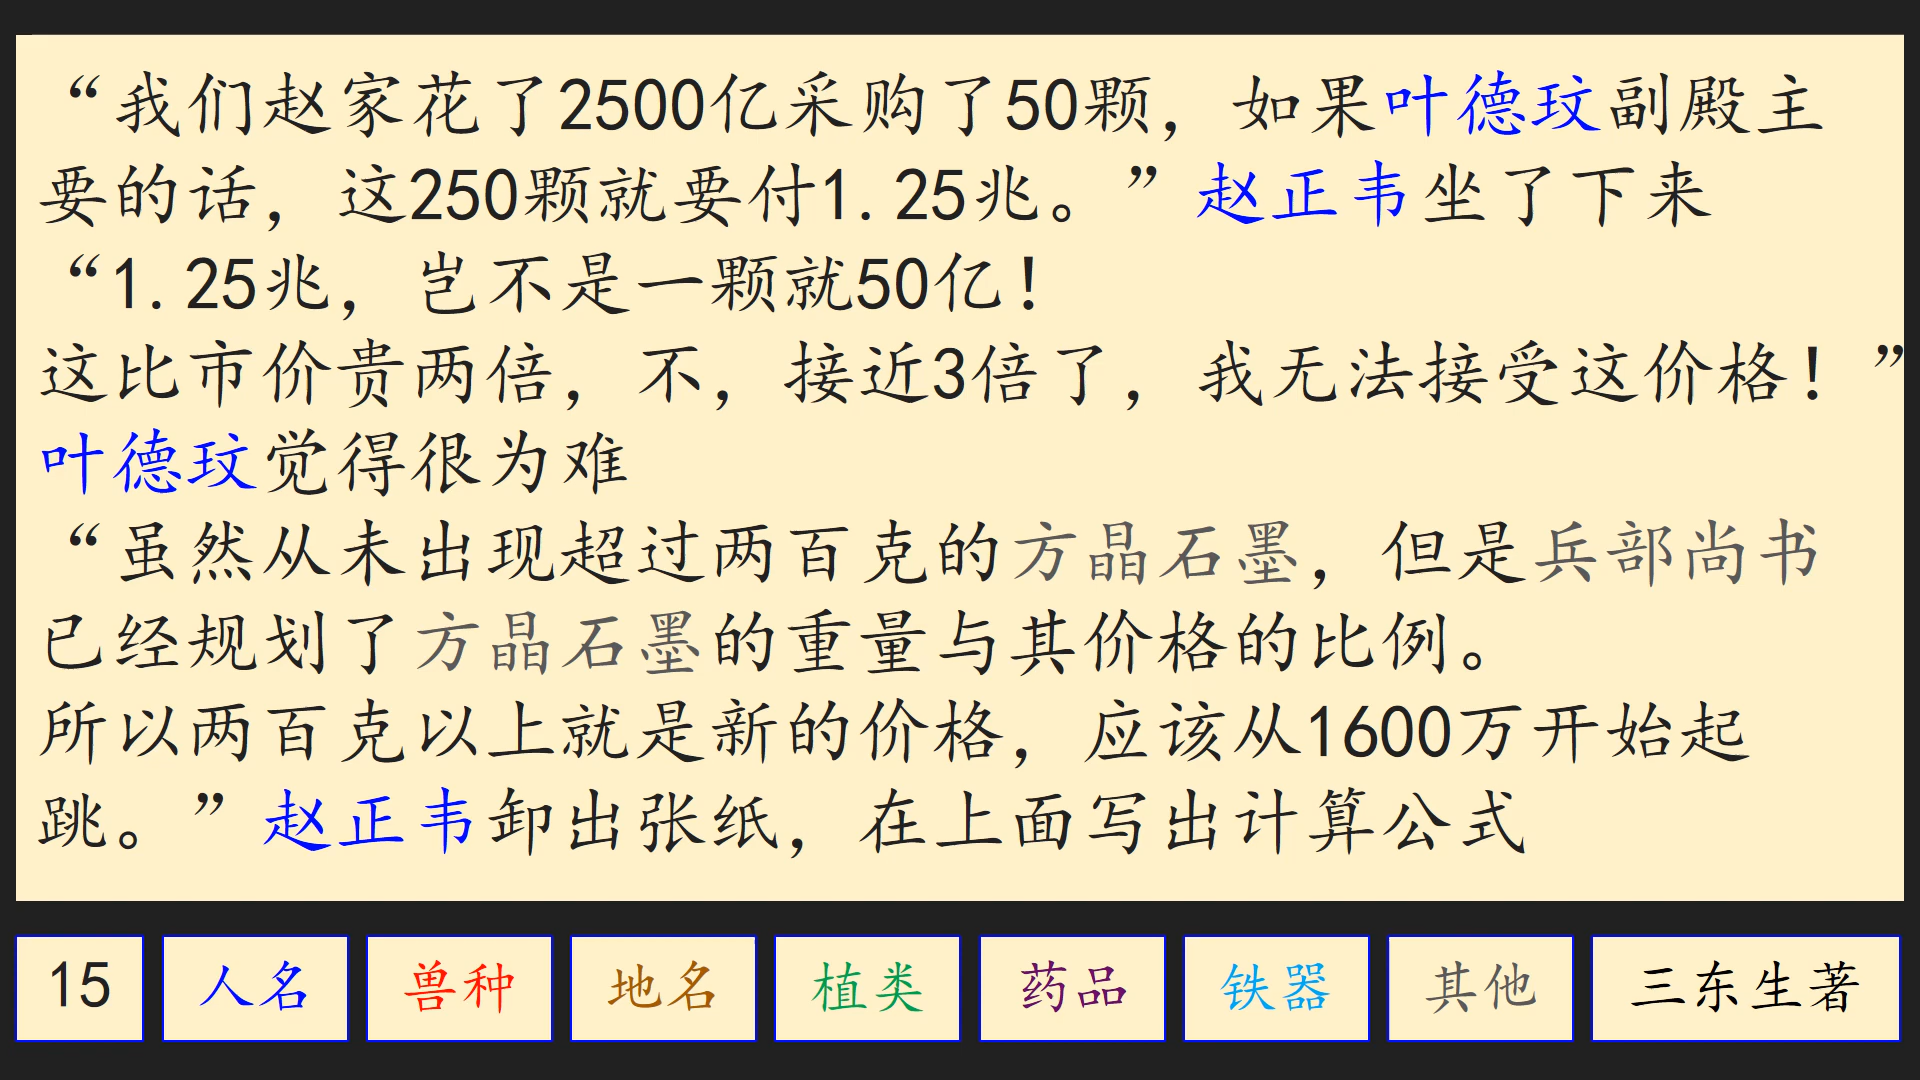 “我们赵家花了2500亿采购了50颗，如果叶德玟副殿主
要的话，这250颗就要付1.25兆。”赵正韦坐了下来
“1.25兆，岂不是一颗就50亿！
这比市价贵两倍，不，接近3倍了，我无法接受这价格！”
叶德玟觉得很为难
“虽然从未出现超过两百克的方晶石墨，但是兵部尚书
已经规划了方晶石墨的重量与其价格的比例。
所以两百克以上就是新的价格，应该从1600万开始起
跳。”赵正韦卸出张纸，在上面写出计算公式
15 人名 兽种 地名 植类 药品 铁器 其他 三东生著